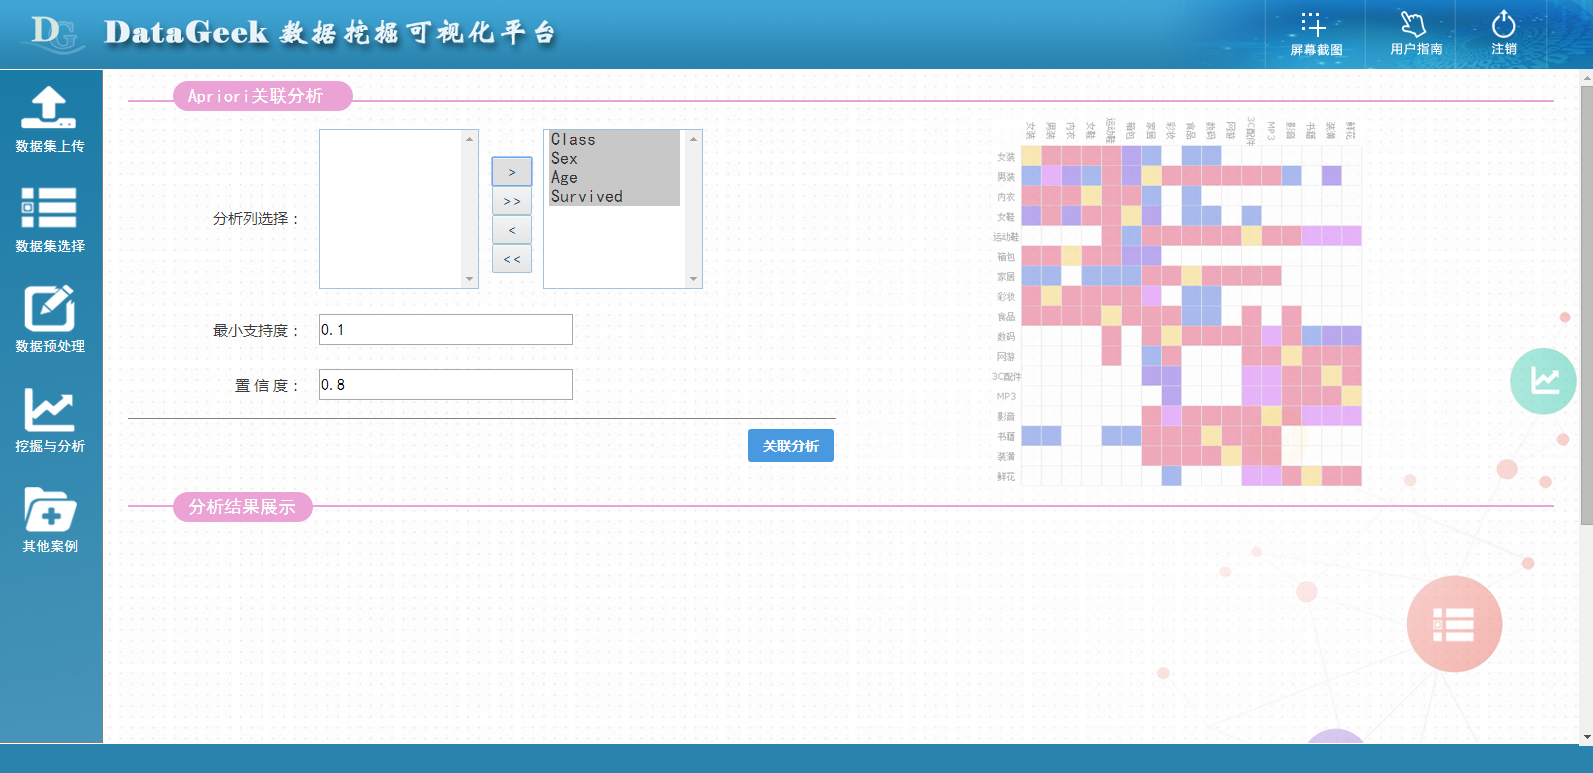 DG DataGeek 数据挖掘可视化平台
屏幕截图 用户指南 注销
数据集上传
数据集选择
数据预处理
挖掘与分析
其他案例
Apriori关联分析
分析列选择：
>
>>
<
<<
Class
Sex
Age
Survived
最小支持度： 0.1
置 信 度： 0.8
关联分析
女装 男装 内衣 女鞋 运动鞋 箱包 家居 彩妆 食品 数码 网游 3C配件 MP3 影音 书籍 装潢 鲜花
女装
男装
内衣
女鞋
运动鞋
箱包
家居
彩妆
食品
数码
网游
3C配件
MP3
影音
书籍
装潢
鲜花
分析结果展示